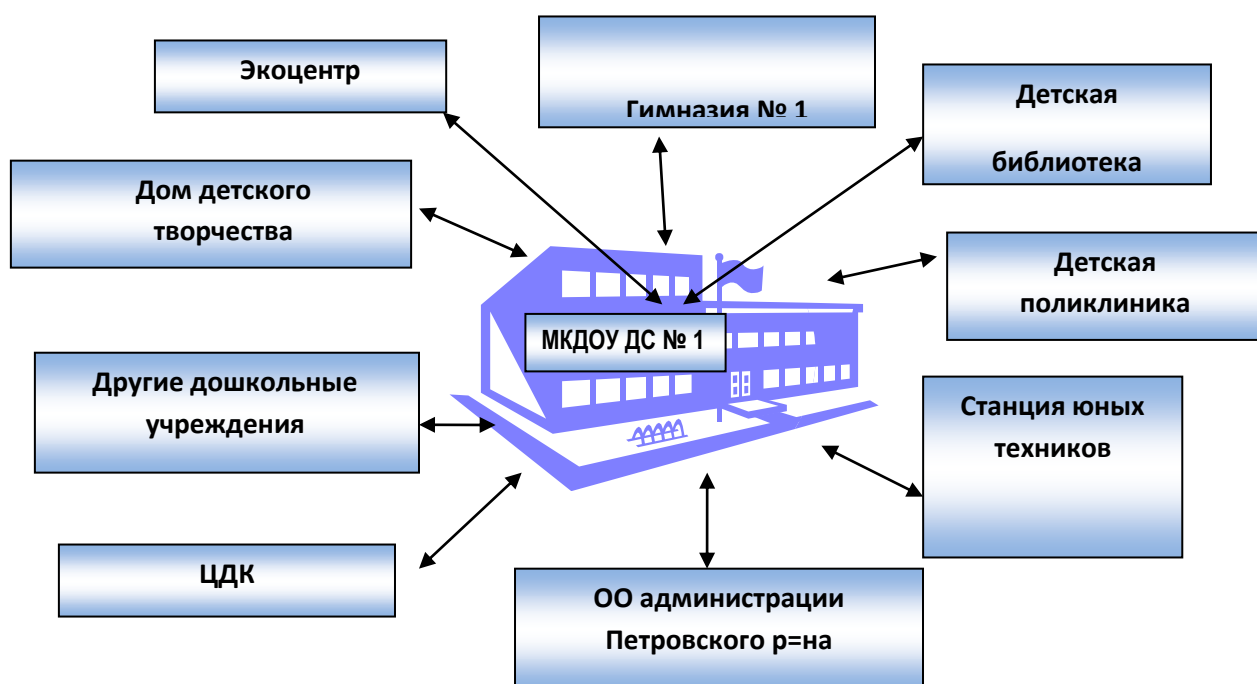 Экоцентр
Гимназия № 1
Детская
библиотека
Дом детского
творчества
Детская
поликлиника
МКДОУ ДС № 1
Другие дошкольные
учреждения
Станция юных
техников
ЦДК
ОО администрации
Петровского р=на